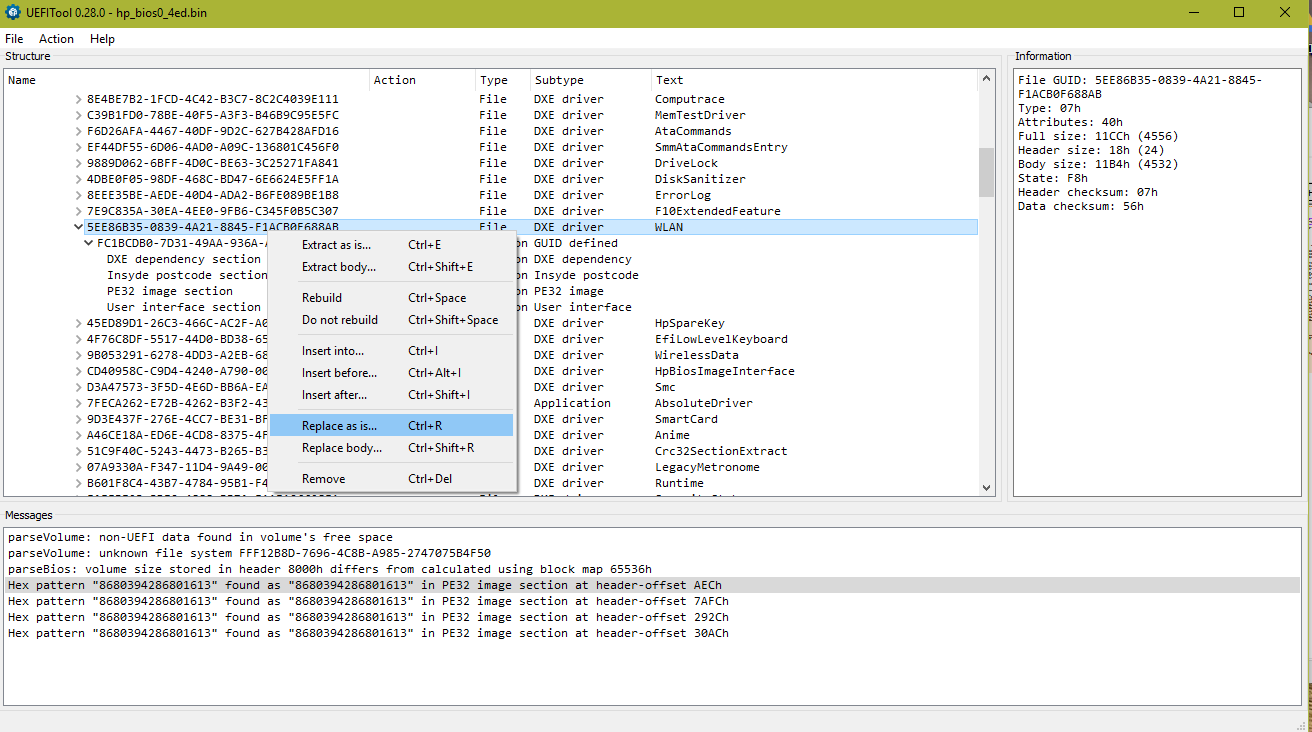 UEFITool 0.28.0 - hp_bios0_4ed.bin
File Action Help
Structure
Name Action Type Subtype Text
8E4BE7B2-1FCD-4C42-B3C7-8C2C4039E111 File DXE driver Computrace
C39B1FD0-78BE-40F5-A3F3-B46B9C95E5FC File DXE driver MemTestDriver
F6D26AFA-4467-40DF-9D2C-627B428AFD16 File DXE driver AtaCommands
EF44DF55-6D06-4AD0-A09C-136801C456F0 File DXE driver SmmAtaCommandsEntry
9889D062-6BFF-4D0C-BE63-3C25271FA841 File DXE driver DriveLock
4DBE0F05-98DF-468C-BD47-6E6624E5FF1A File DXE driver DiskSanitizer
8EEE35BE-AEDE-40D4-ADA2-B6FE089BE1B8 File DXE driver ErrorLog
7E9C835A-30EA-4EE0-9FB6-C345F0B5C307 File DXE driver F10ExtendedFeature
5EE86B35-0839-4A21-8845-F1ACB0F688AB File DXE driver WLAN
FC1BCDB0-7D31-49AA-936A- on GUID defined
DXE dependency section on DXE dependency
Insyde postcode section on Insyde postcode
PE32 image section on PE32 image
User interface section on User interface
45ED89D1-26C3-466C-AC2F-A0 DXE driver HpSpareKey
4F76C8DF-5517-44D0-BD38-65 DXE driver EfiLowLevelKeyboard
9B053291-6278-4DD3-A2EB-68 DXE driver WirelessData
CD40958C-C9D4-4240-A790-00 DXE driver HpBiosImageInterface
D3A47573-3F5D-4E6D-BB6A-EA DXE driver Smc
7FECA262-E72B-4262-B3F2-43 Application AbsoluteDriver
9D3E437F-276E-4CC7-BE31-BF DXE driver SmartCard
A46CE18A-ED6E-4CD8-8375-4F DXE driver Anime
51C9F40C-5243-4473-B265-B3 DXE driver Crc32SectionExtract
07A9330A-F347-11D4-9A49-00 DXE driver LegacyMetronome
B601F8C4-43B7-4784-95B1-F4 DXE driver Runtime
Extract as is... Ctrl+E
Extract body... Ctrl+Shift+E
Rebuild Ctrl+Space
Do not rebuild Ctrl+Shift+Space
Insert into... Ctrl+I
Insert before... Ctrl+Alt+I
Insert after... Ctrl+Shift+I
Replace as is... Ctrl+R
Replace body... Ctrl+Shift+R
Remove Ctrl+Del
Information
File GUID: 5EE86B35-0839-4A21-8845-
F1ACB0F688AB
Type: 07h
Attributes: 40h
Full size: 11CCh (4556)
Header size: 18h (24)
Body size: 11B4h (4532)
State: F8h
Header checksum: 07h
Data checksum: 56h
Messages
parseVolume: non-UEFI data found in volume's free space
parseVolume: unknown file system FFF12B8D-7696-4C8B-A985-2747075B4F50
parseBios: volume size stored in header 8000h differs from calculated using block map 65536h
Hex pattern "8680394286801613" found as "8680394286801613" in PE32 image section at header-offset AECh
Hex pattern "8680394286801613" found as "8680394286801613" in PE32 image section at header-offset 7AFCh
Hex pattern "8680394286801613" found as "8680394286801613" in PE32 image section at header-offset 292Ch
Hex pattern "8680394286801613" found as "8680394286801613" in PE32 image section at header-offset 30ACh